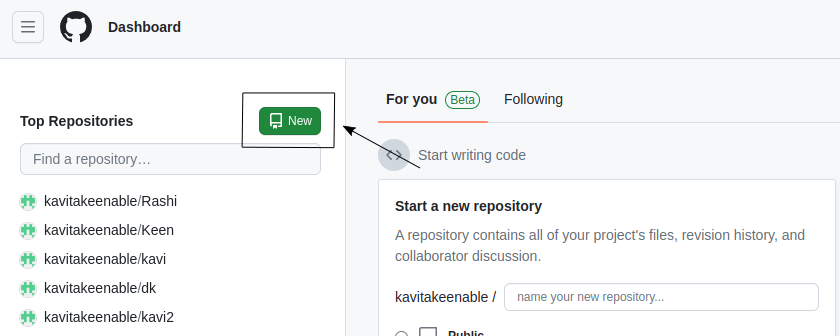 Dashboard
Top Repositories
New
Find a repository…
kavitakeenable/Rashi
kavitakeenable/Keen
kavitakeenable/kavi
kavitakeenable/dk
kavitakeenable/kavi2
For you Beta Following
Start writing code
Start a new repository
A repository contains all of your project's files, revision history, and
collaborator discussion.
kavitakeenable / name your new repository...
Public